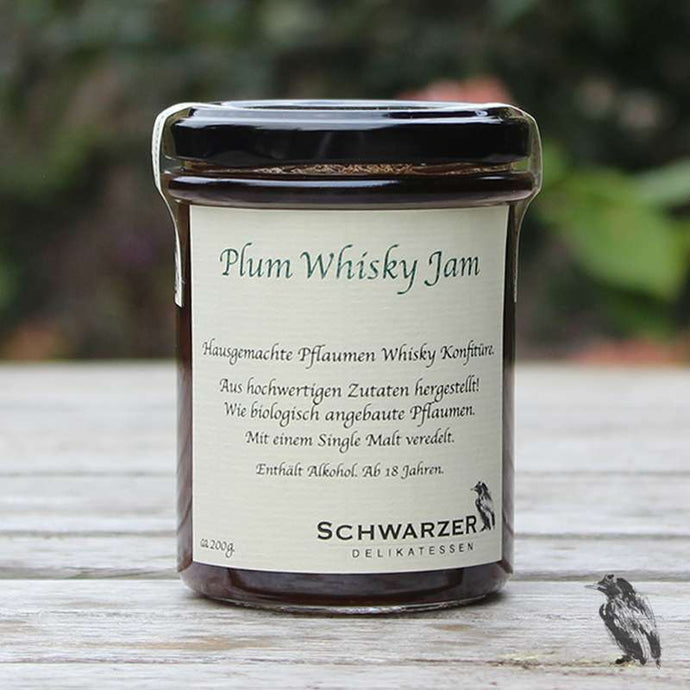 Plum Whisky Jam
Hausgemachte Pflaumen Whisky Konfitüre.
Aus hochwertigen Zutaten hergestellt!
Wie biologisch angebaute Pflaumen.
Mit einem Single Malt veredelt.
Enthält Alkohol. Ab 18 Jahren.
SCHWARZER
DELIKATESSEN
ca. 200g.